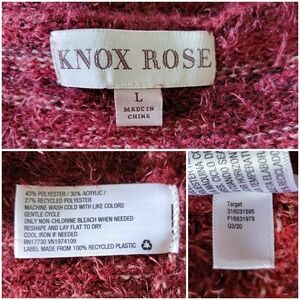 KNOX ROSE
L
MADE IN
CHINA
43% POLYESTER / 30% ACRYLIC /
27% RECYCLED POLYESTER
MACHINE WASH COLD WITH LIKE COLORS
GENTLE CYCLE
ONLY NON-CHLORINE BLEACH WHEN NEEDED
RESHAPE AND LAY FLAT TO DRY
COOL IRON IF NEEDED
RN17730 VN1974109
LABEL MADE FROM 100% RECYCLED PLASTIC
Target
316031595
F16831979
Q3/20